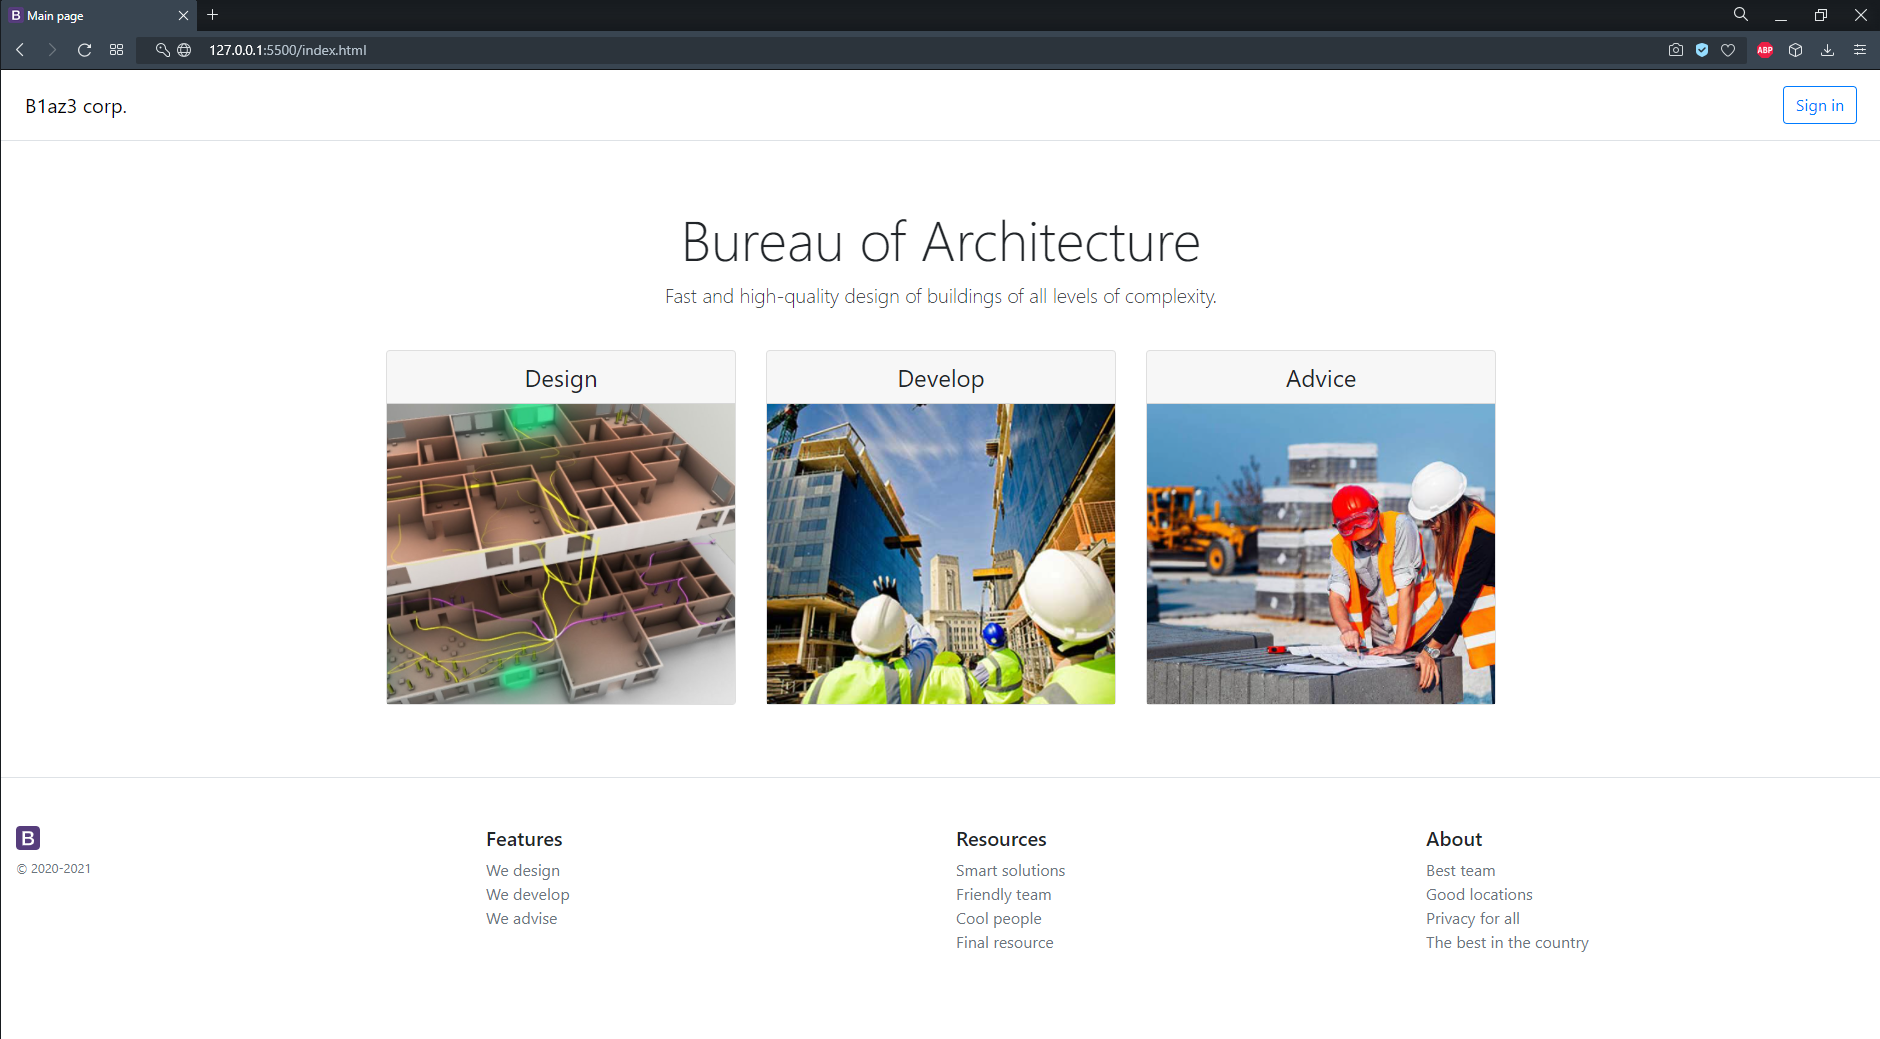 B Main page
127.0.0.1:5500/index.html
ABP
B1az3 corp.
Sign in
Bureau of Architecture
Fast and high-quality design of buildings of all levels of complexity.
Design
Develop
Advice
B
© 2020-2021
Features
We design
We develop
We advise
Resources
Smart solutions
Friendly team
Cool people
Final resource
About
Best team
Good locations
Privacy for all
The best in the country